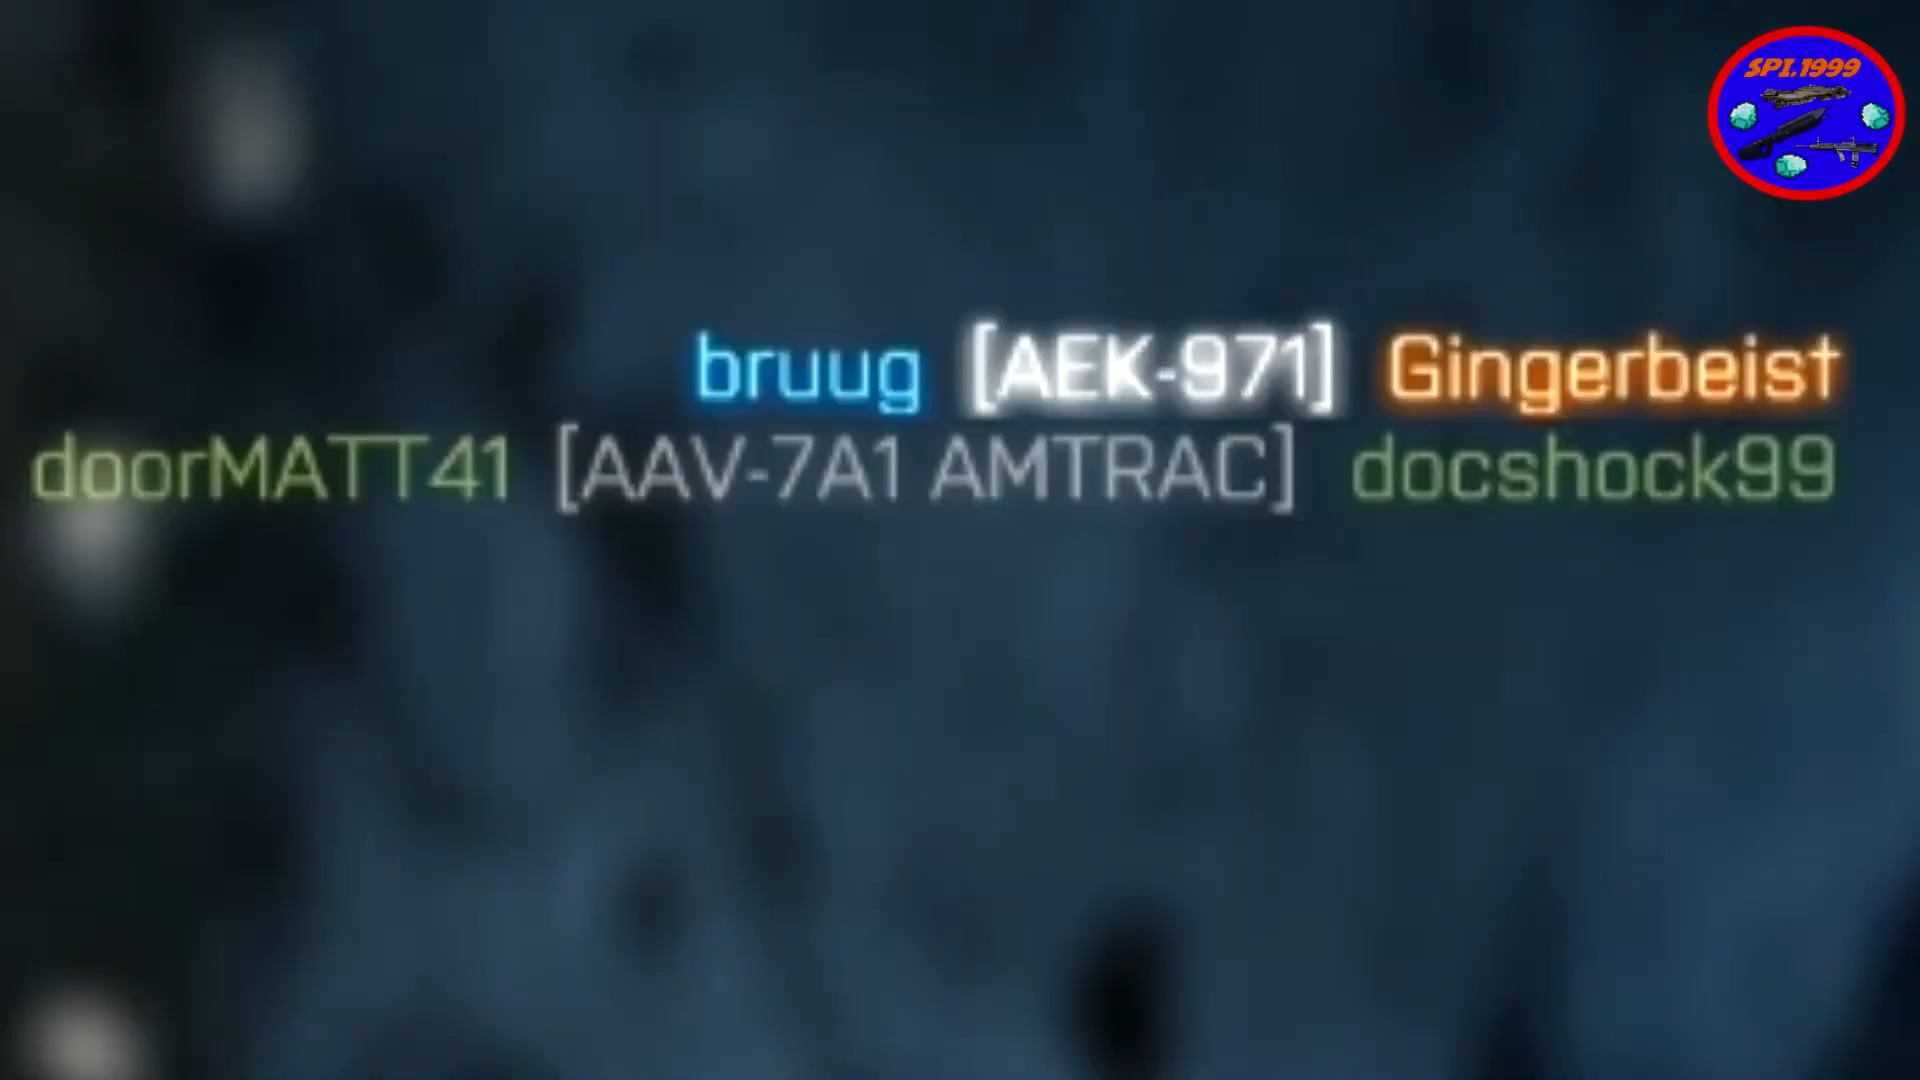 SPI.1999
bruug [AEK-971] Gingerbeist
doorMATT41 [AAV-7A1 AMTRAC] docshock99